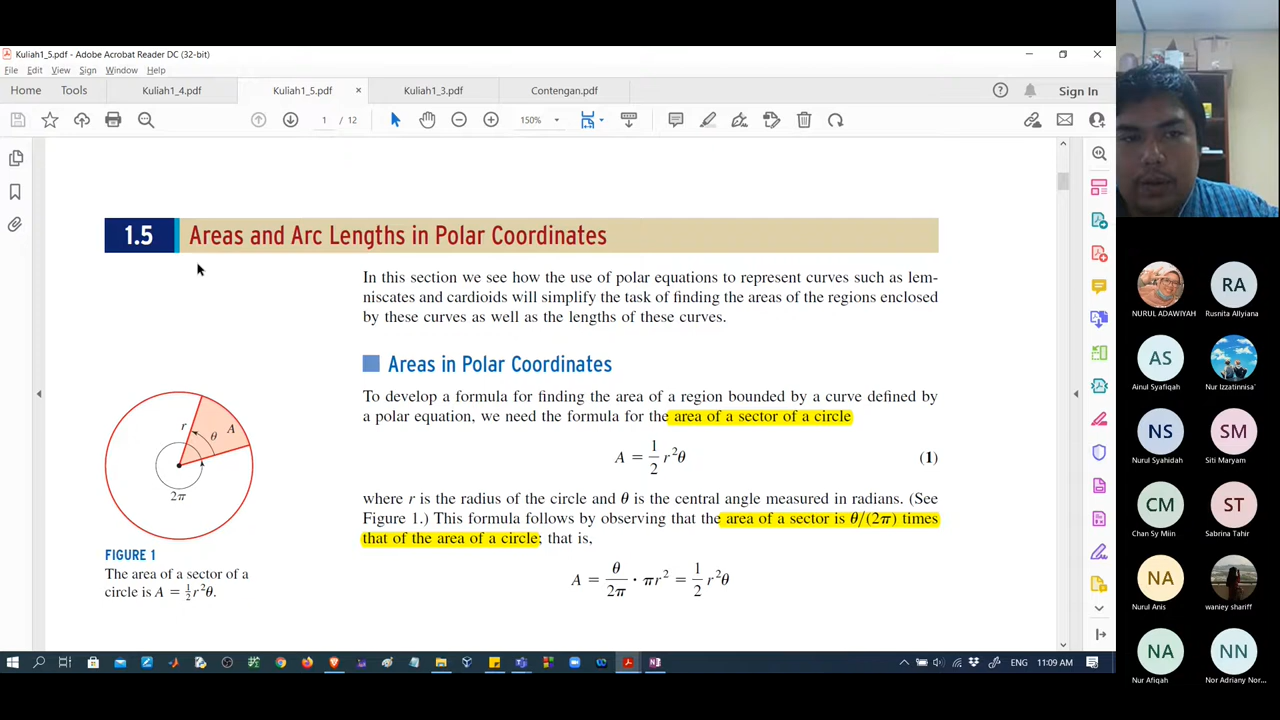 Kuliah1_5.pdf - Adobe Acrobat Reader DC (32-bit)
File Edit View Sign Window Help
Home Tools Kuliah1_4.pdf Kuliah1_5.pdf × Kuliah1_3.pdf Contengan.pdf Sign In
1 / 12 150%
1.5 Areas and Arc Lengths in Polar Coordinates
In this section we see how the use of polar equations to represent curves such as lem-
niscates and cardioids will simplify the task of finding the areas of the regions enclosed
by these curves as well as the lengths of these curves.
Areas in Polar Coordinates
To develop a formula for finding the area of a region bounded by a curve defined by
a polar equation, we need the formula for the area of a sector of a circle
A = 1/2 r²θ (1)
where r is the radius of the circle and θ is the central angle measured in radians. (See
Figure 1.) This formula follows by observing that the area of a sector is θ/(2π) times
that of the area of a circle; that is,
A = θ/2π · πr² = 1/2 r²θ
r θ A
2π
FIGURE 1
The area of a sector of a
circle is A = ½r²θ.
NURUL ADAWIYAH
RA
Rusnita Allyiana
AS
Ainul Syafiqah
Nur Izzatinnisa'
NS
Nurul Syahidah
SM
Siti Maryam
CM
Chan Sy Miin
ST
Sabrina Tahir
NA
Nurul Anis
waniey shariff
NA
Nur Afiqah
NN
Nor Adriany Nor...
ENG 11:09 AM